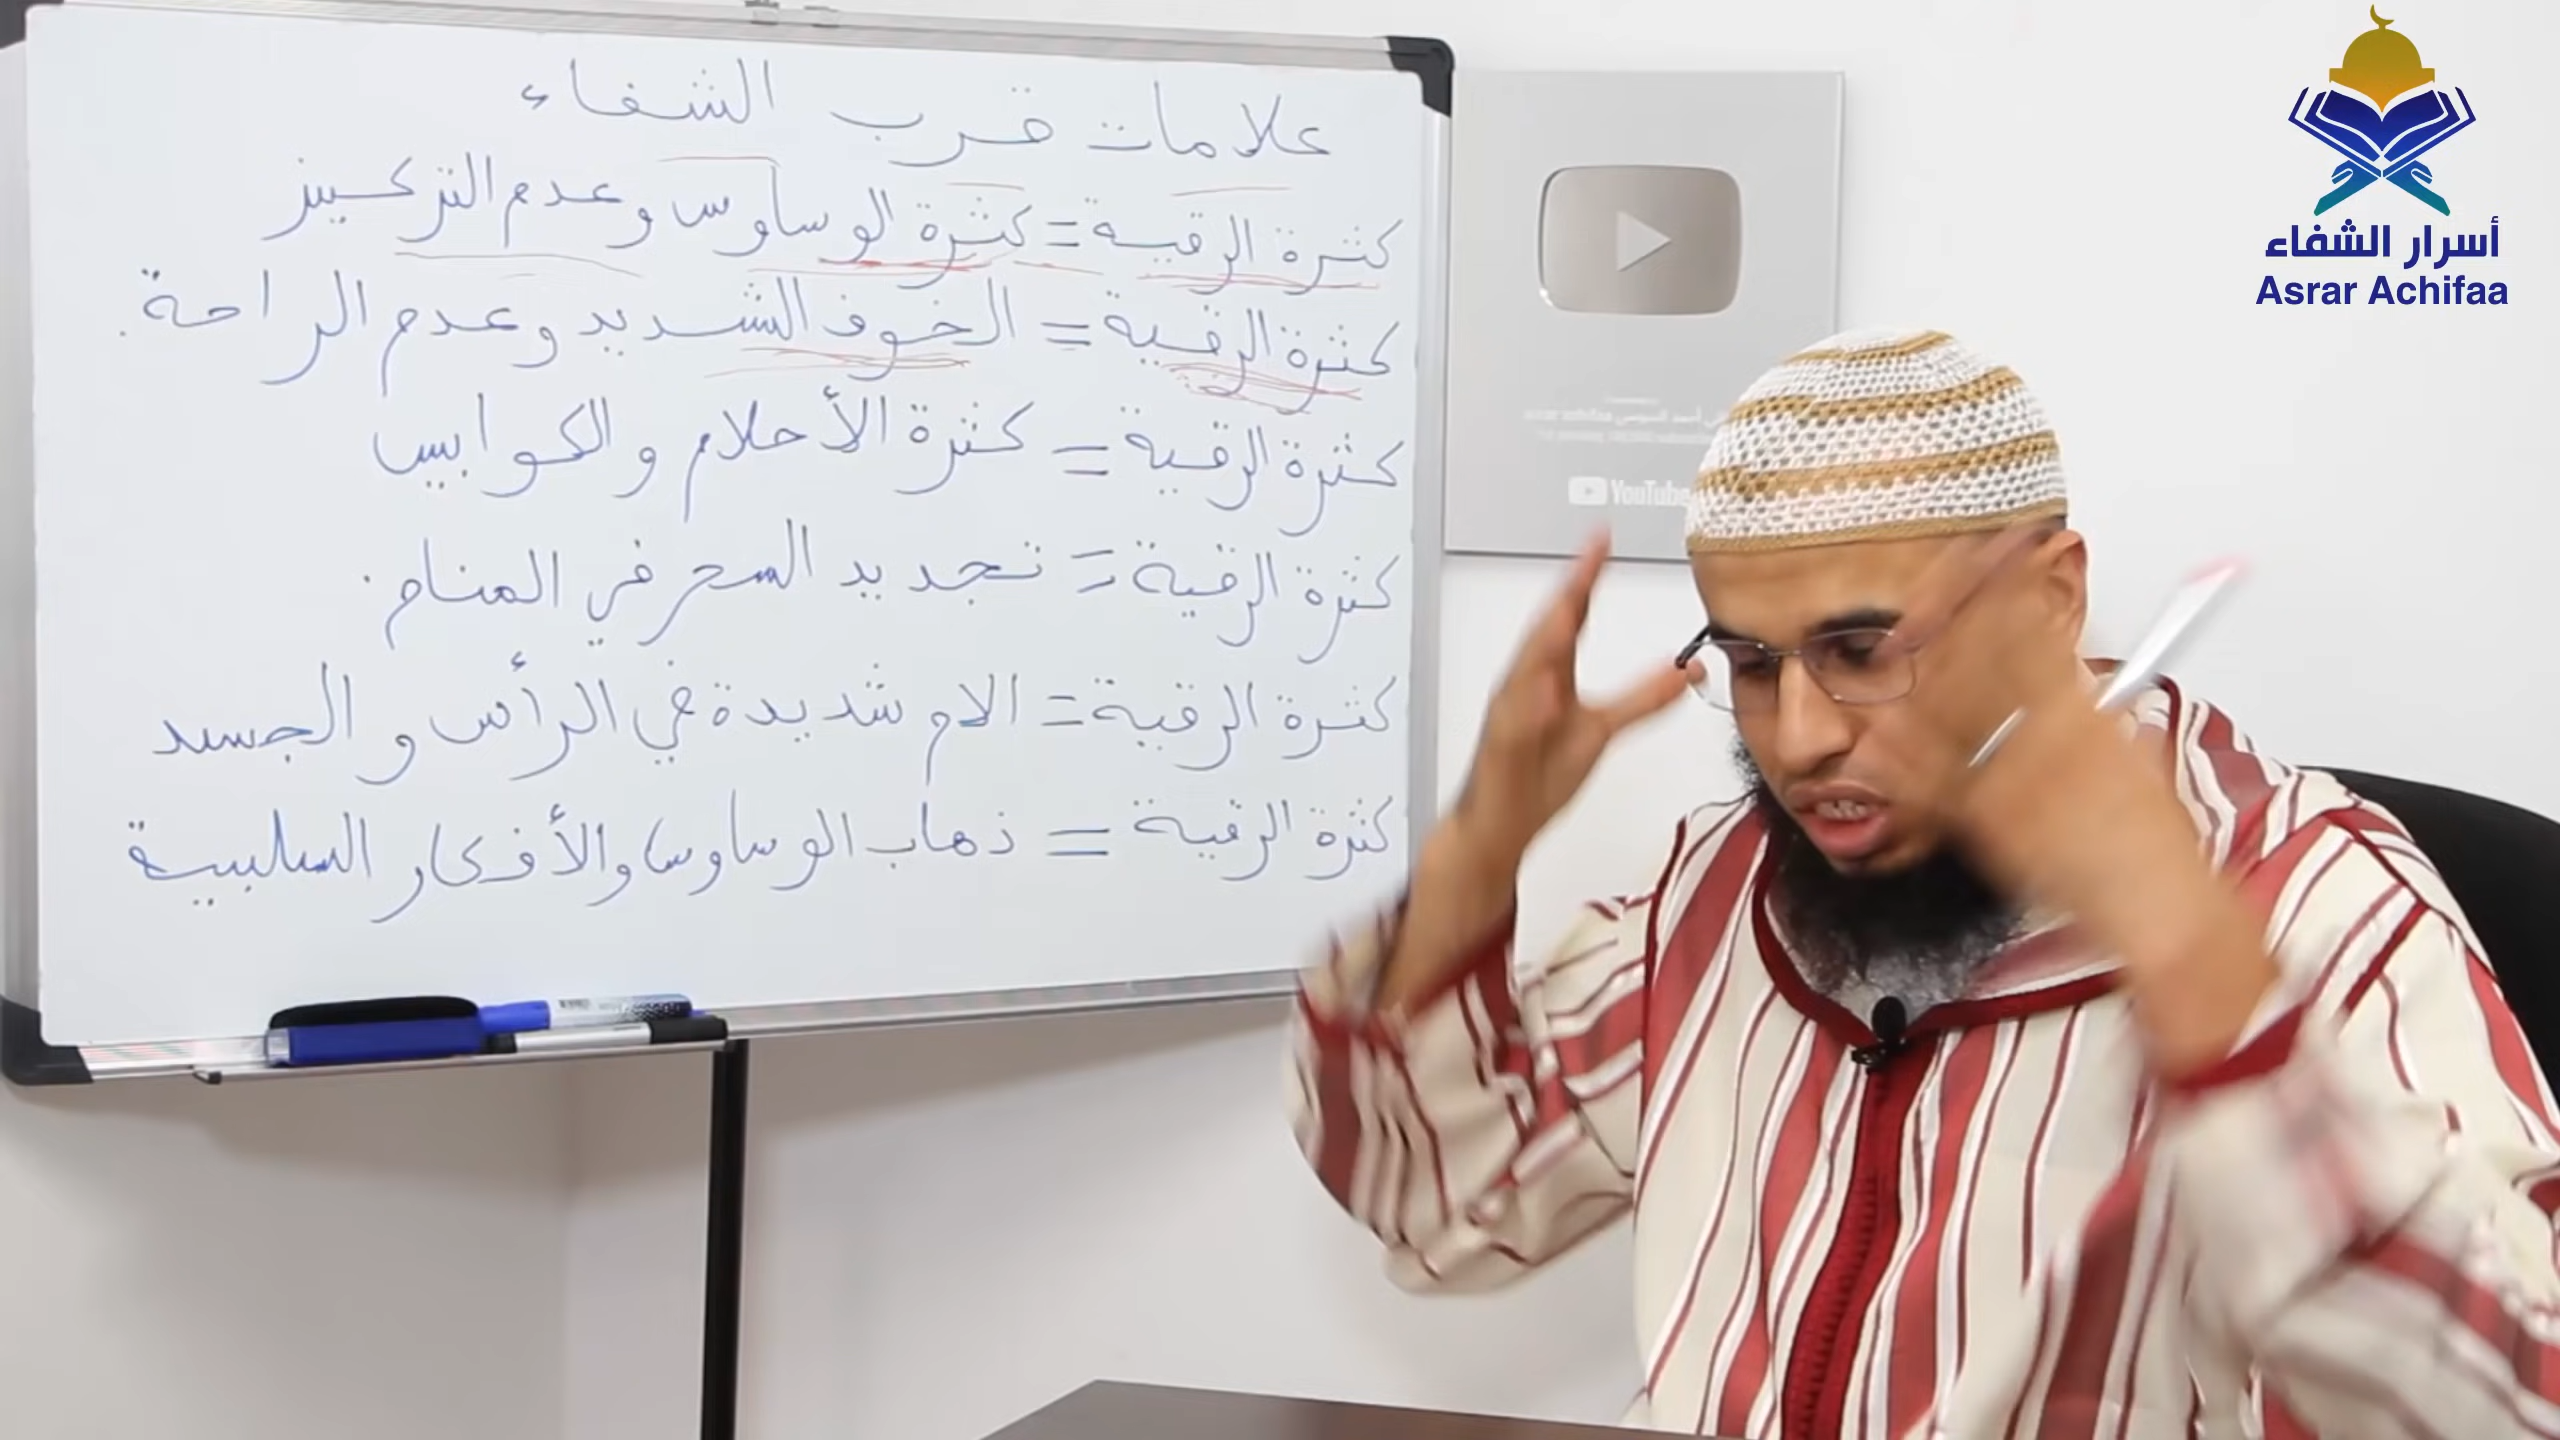 علامات قرب الشفاء
كثرة الرقية = كثرة الوساوس وعدم التركيز
كثرة الرقية = الخوف الشديد وعدم الراحة.
كثرة الرقية = كثرة الأحلام والكوابيس
كثرة الرقية = تجديد السحر في المنام.
كثرة الرقية = الام شديدة في الرأس والجسد
كثرة الرقية = ذهاب الوساوس والأفكار السلبية
YouTube
أسرار الشفاء
Asrar Achifaa